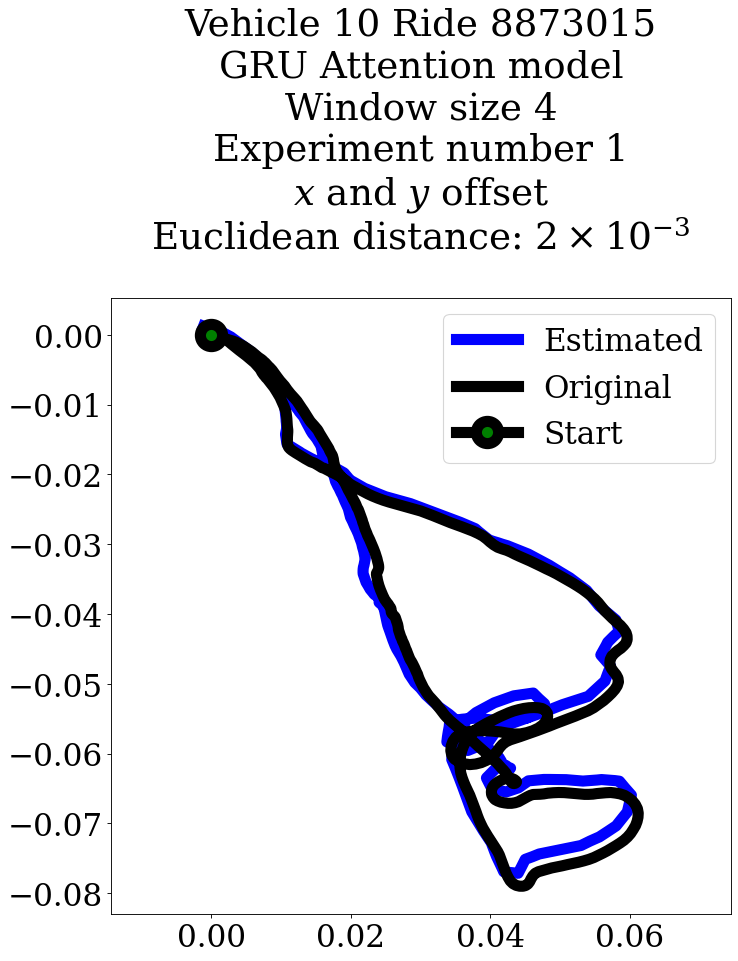 Vehicle 10 Ride 8873015
GRU Attention model
Window size 4
Experiment number 1
x and y offset
Euclidean distance: 2 × 10⁻³
Estimated
Original
Start
0.00
−0.01
−0.02
−0.03
−0.04
−0.05
−0.06
−0.07
−0.08
0.00 0.02 0.04 0.06